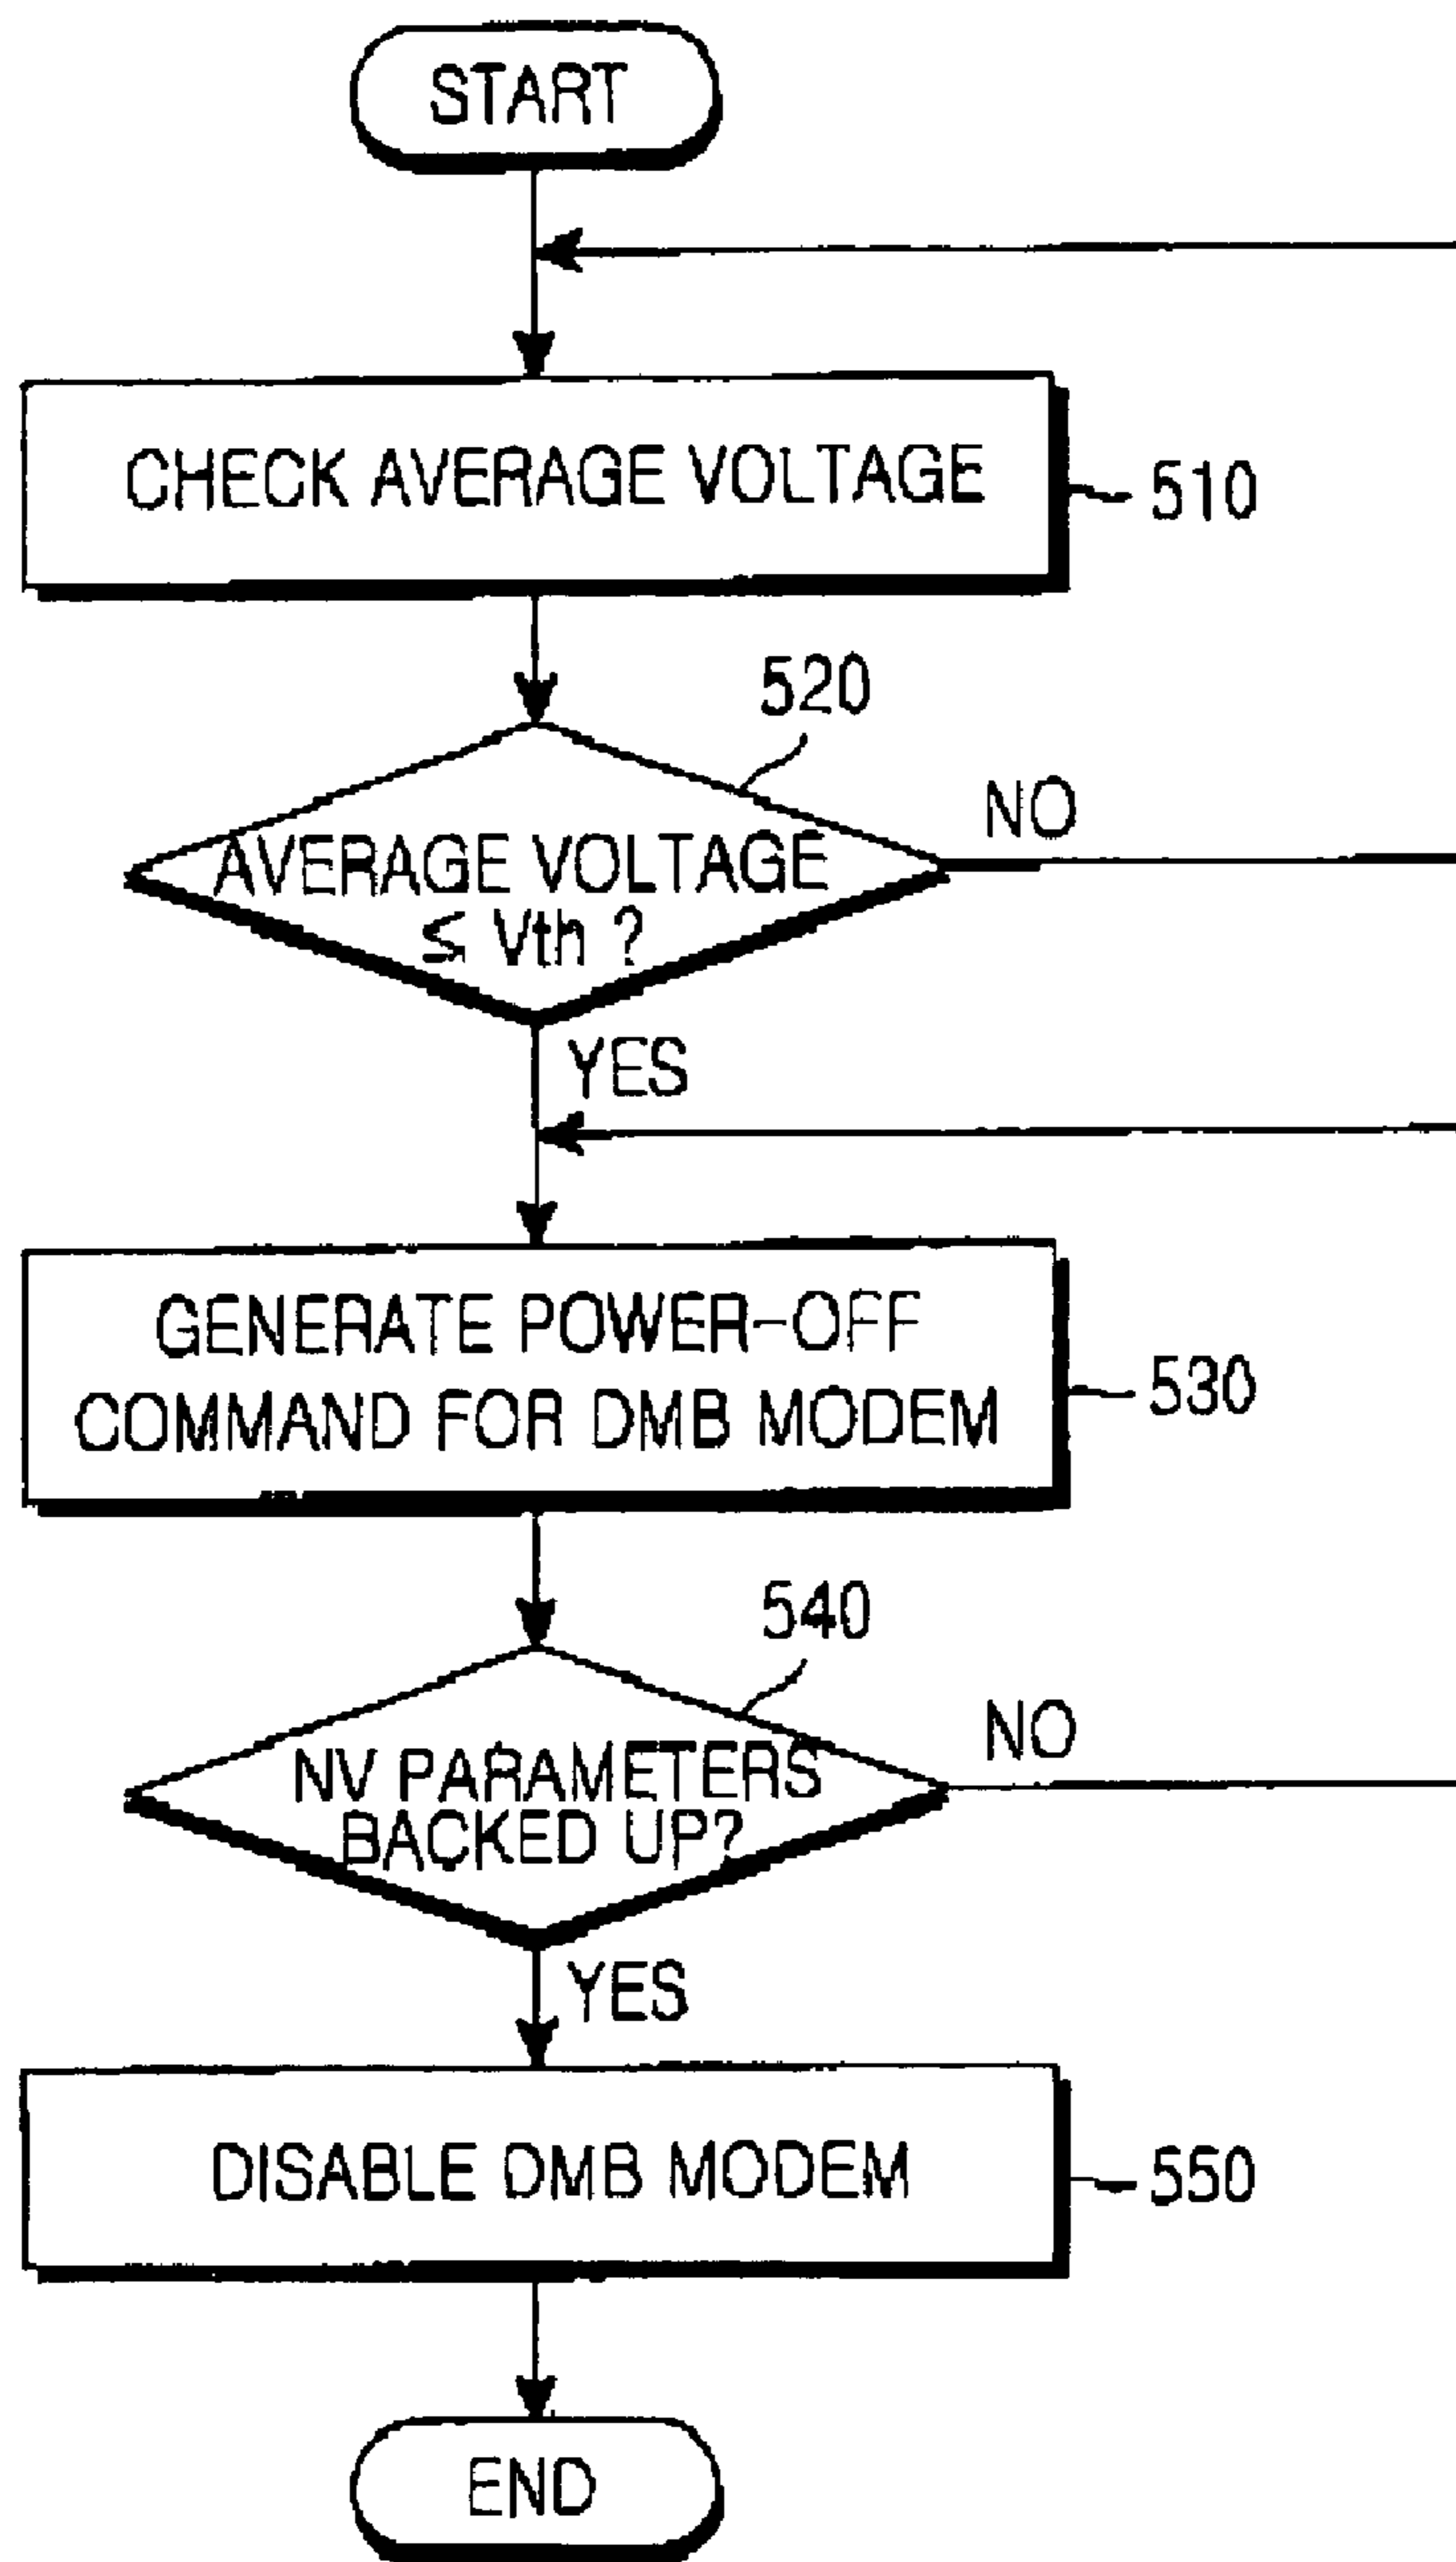 START
CHECK AVERAGE VOLTAGE
510
520
AVERAGE VOLTAGE
≦ Vth ?
NO
YES
GENERATE POWER-OFF
COMMAND FOR DMB MODEM
530
540
NV PARAMETERS
BACKED UP?
NO
YES
DISABLE DMB MODEM
550
END